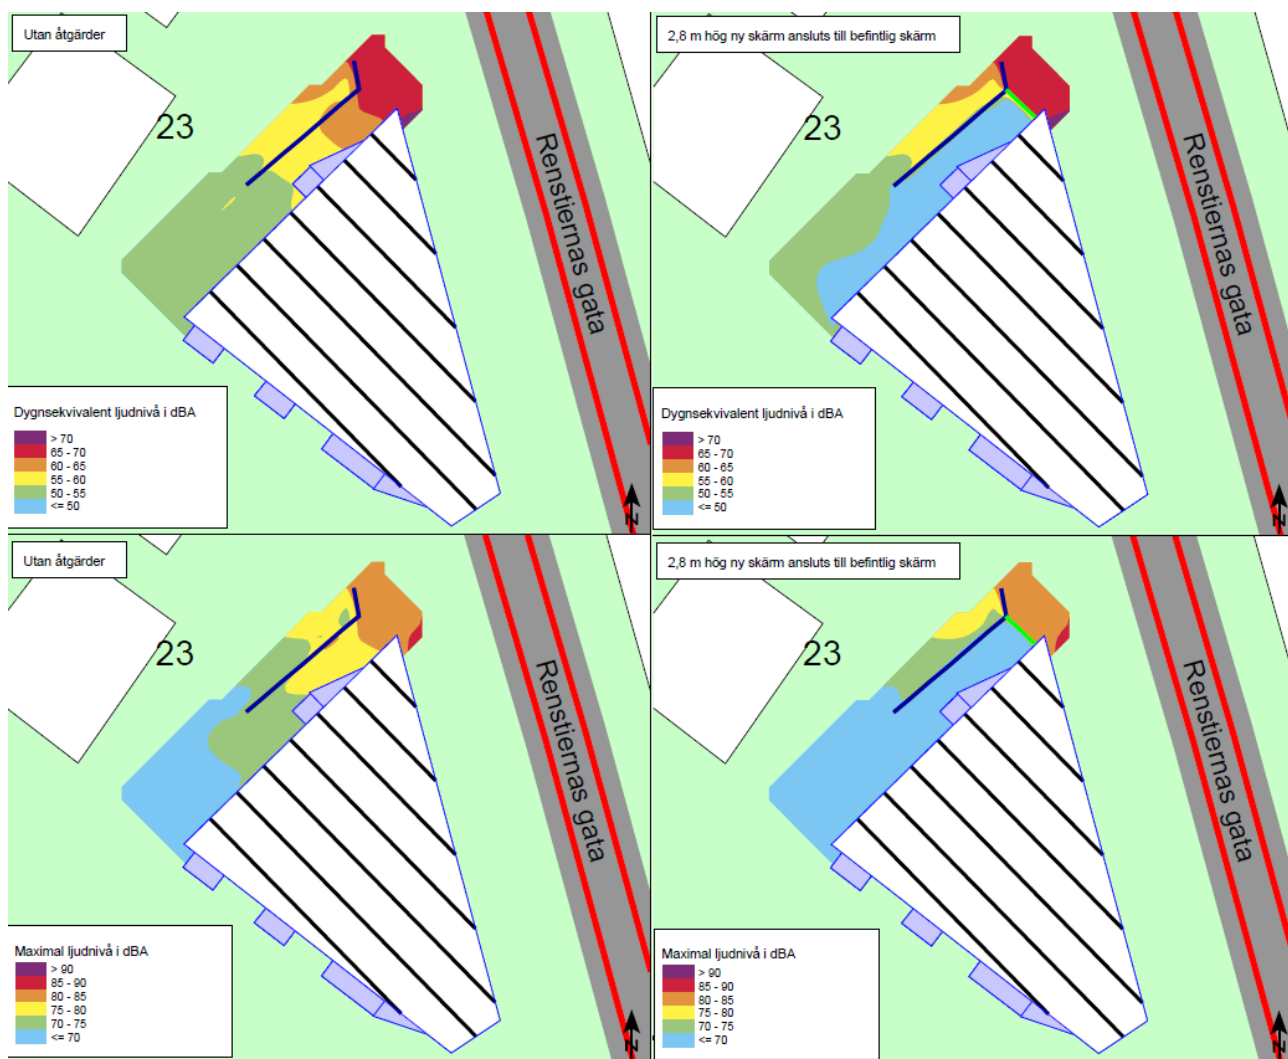 Utan åtgärder
23
Renstiernas gata
Dygnsekvivalent ljudnivå i dBA
> 70
65 - 70
60 - 65
55 - 60
50 - 55
<= 50
Z
2,8 m hög ny skärm ansluts till befintlig skärm
23
Renstiernas gata
Dygnsekvivalent ljudnivå i dBA
> 70
65 - 70
60 - 65
55 - 60
50 - 55
<= 50
Z
Utan åtgärder
23
Renstiernas gata
Maximal ljudnivå i dBA
> 90
85 - 90
80 - 85
75 - 80
70 - 75
<= 70
Z
2,8 m hög ny skärm ansluts till befintlig skärm
23
Renstiernas gata
Maximal ljudnivå i dBA
> 90
85 - 90
80 - 85
75 - 80
70 - 75
<= 70
Z